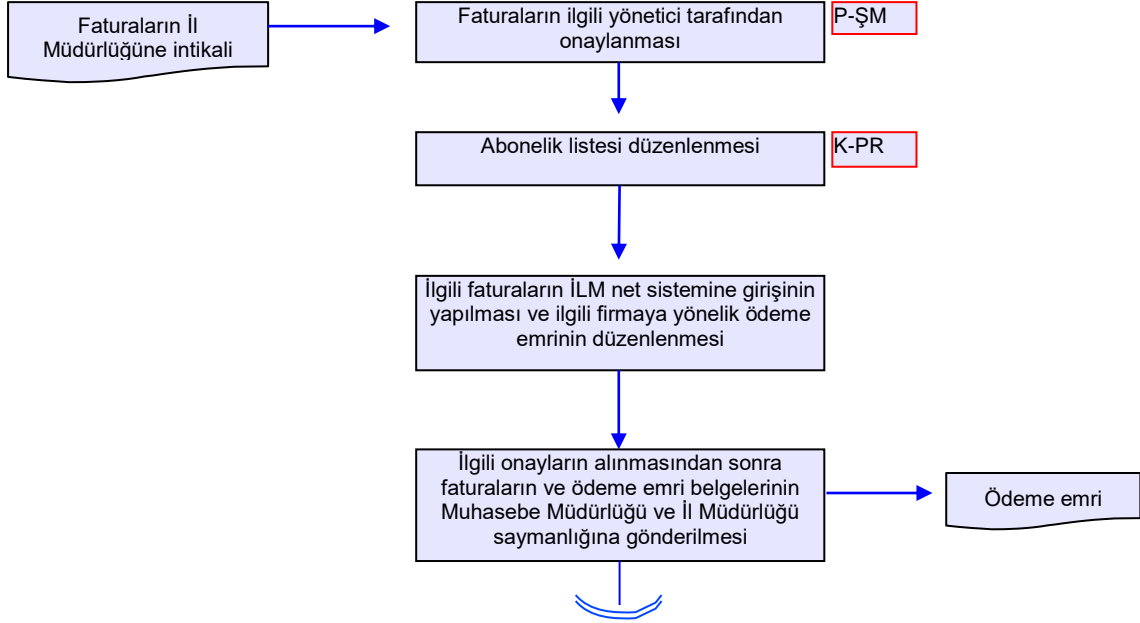 Faturaların İl
Müdürlüğüne intikali
Faturaların ilgili yönetici tarafından
onaylanması
P-ŞM
Abonelik listesi düzenlenmesi
K-PR
İlgili faturaların İLM net sistemine girişinin
yapılması ve ilgili firmaya yönelik ödeme
emrinin düzenlenmesi
İlgili onayların alınmasından sonra
faturaların ve ödeme emri belgelerinin
Muhasebe Müdürlüğü ve İl Müdürlüğü
saymanlığına gönderilmesi
Ödeme emri